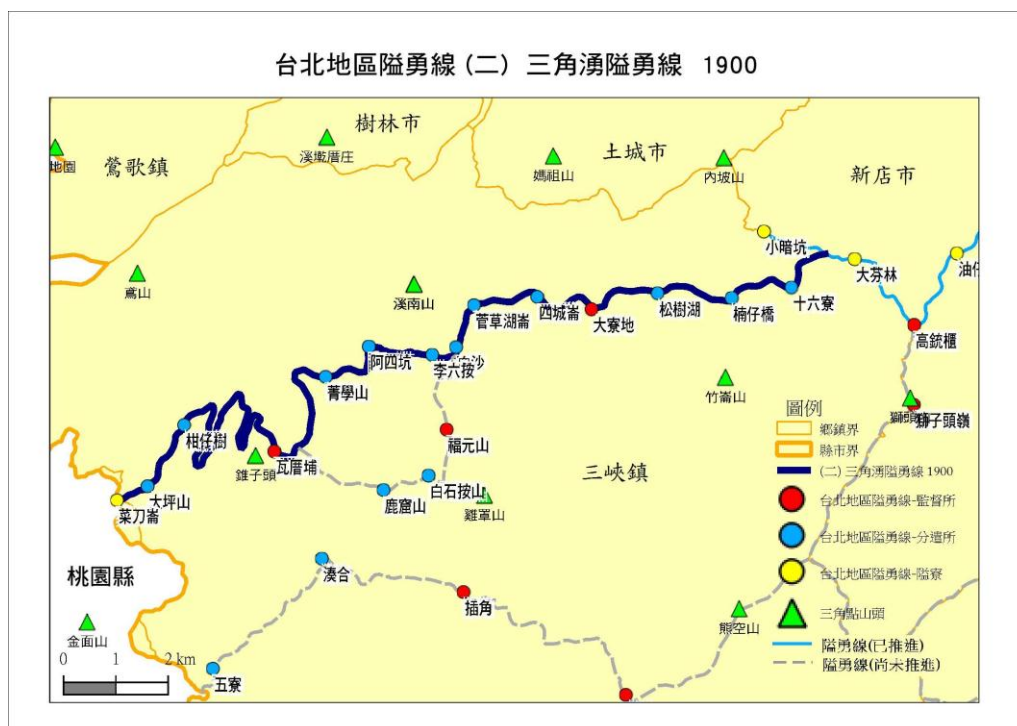 台北地區隘勇線 (二) 三角湧隘勇線 1900
樹林市
土城市
鶯歌鎮
新店市
地園
溪墘厝庄
媽祖山
內坡山
小暗坑
大芬林
油仔
鳶山
溪南山
菅草湖崙
四城崙
大寮地
松樹湖
楠仔橋
十六寮
高銃櫃
阿四坑
李六按
菁學山
竹崙山
獅子頭嶺
柑仔樹
錐子頭
瓦厝埔
福元山
三峽鎮
大坪山
菜刀崙
鹿窟山
白石按山
雞罩山
桃園縣
湊合
插角
熊空山
金面山
五寮
0 1 2 km
圖例
鄉鎮界
縣市界
(二) 三角湧隘勇線 1900
台北地區隘勇線-監督所
台北地區隘勇線-分遣所
台北地區隘勇線-隘寮
三角點山頭
隘勇線(已推進)
隘勇線(尚未推進)